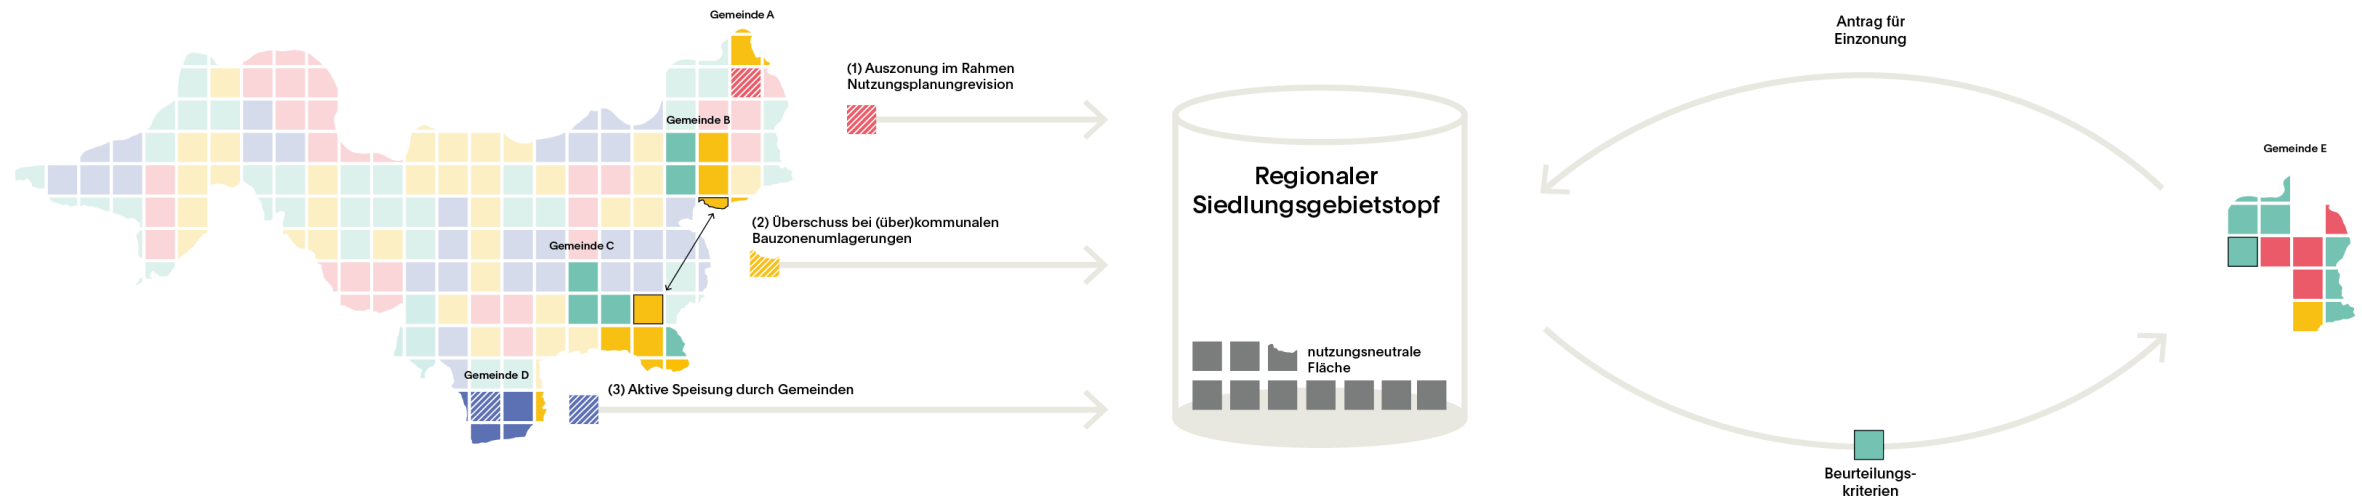 Gemeinde A
Gemeinde B
Gemeinde C
Gemeinde D
(1) Auszonung im Rahmen
Nutzungsplanungrevision
(2) Überschuss bei (über)kommunalen
Bauzonenumlagerungen
(3) Aktive Speisung durch Gemeinden
Regionaler
Siedlungsgebietstopf
nutzungsneutrale
Fläche
Antrag für
Einzonung
Gemeinde E
Beurteilungs-
kriterien